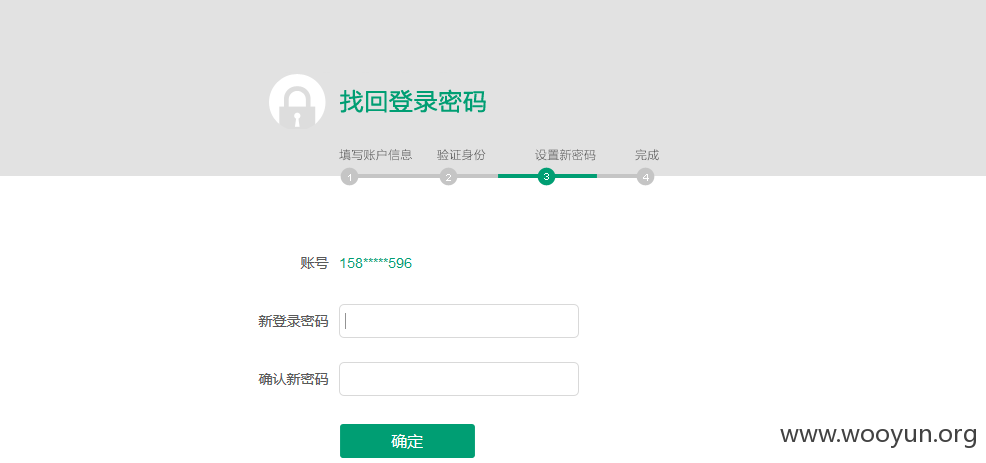 找回登录密码
填写账户信息 验证身份 设置新密码 完成
1 2 3 4
账号 158*****596
新登录密码
确认新密码
确定
www.wooyun.org